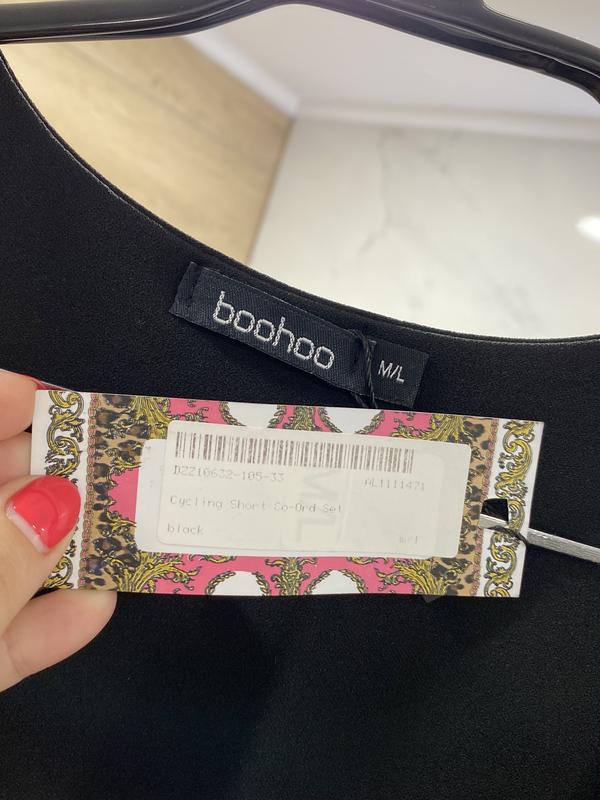 boohoo
M/L
DZZ10632-105-33
AL1111471
Cycling Short Co-Ord Set
black
m/l
M/L